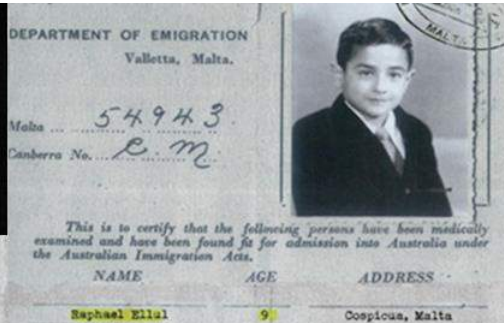 DEPARTMENT OF EMIGRATION
Valletta, Malta.
MALTA
Malta ... 54943.
Canberra No. ... C. M
This is to certify that the following persons have been medically
examined and have been found fit for admission into Australia under
the Australian Immigration Acts.
NAME AGE ADDRESS
Raphael Ellul 9 Cospicua, Malta